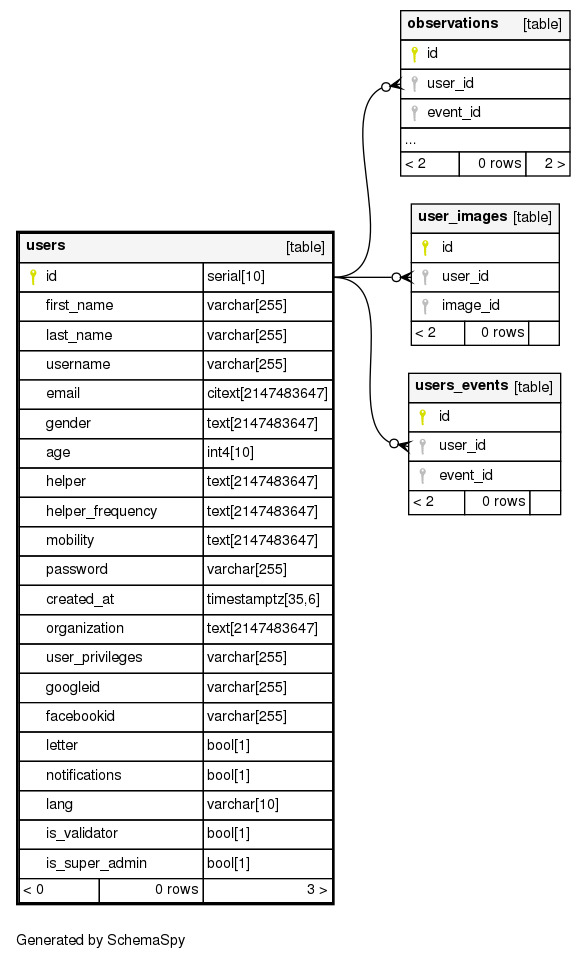 observations [table]
id
user_id
event_id
...
< 2 0 rows 2 >
user_images [table]
id
user_id
image_id
< 2 0 rows
users_events [table]
id
user_id
event_id
< 2 0 rows
users [table]
id serial[10]
first_name varchar[255]
last_name varchar[255]
username varchar[255]
email citext[2147483647]
gender text[2147483647]
age int4[10]
helper text[2147483647]
helper_frequency text[2147483647]
mobility text[2147483647]
password varchar[255]
created_at timestamptz[35,6]
organization text[2147483647]
user_privileges varchar[255]
googleid varchar[255]
facebookid varchar[255]
letter bool[1]
notifications bool[1]
lang varchar[10]
is_validator bool[1]
is_super_admin bool[1]
< 0 0 rows 3 >
Generated by SchemaSpy